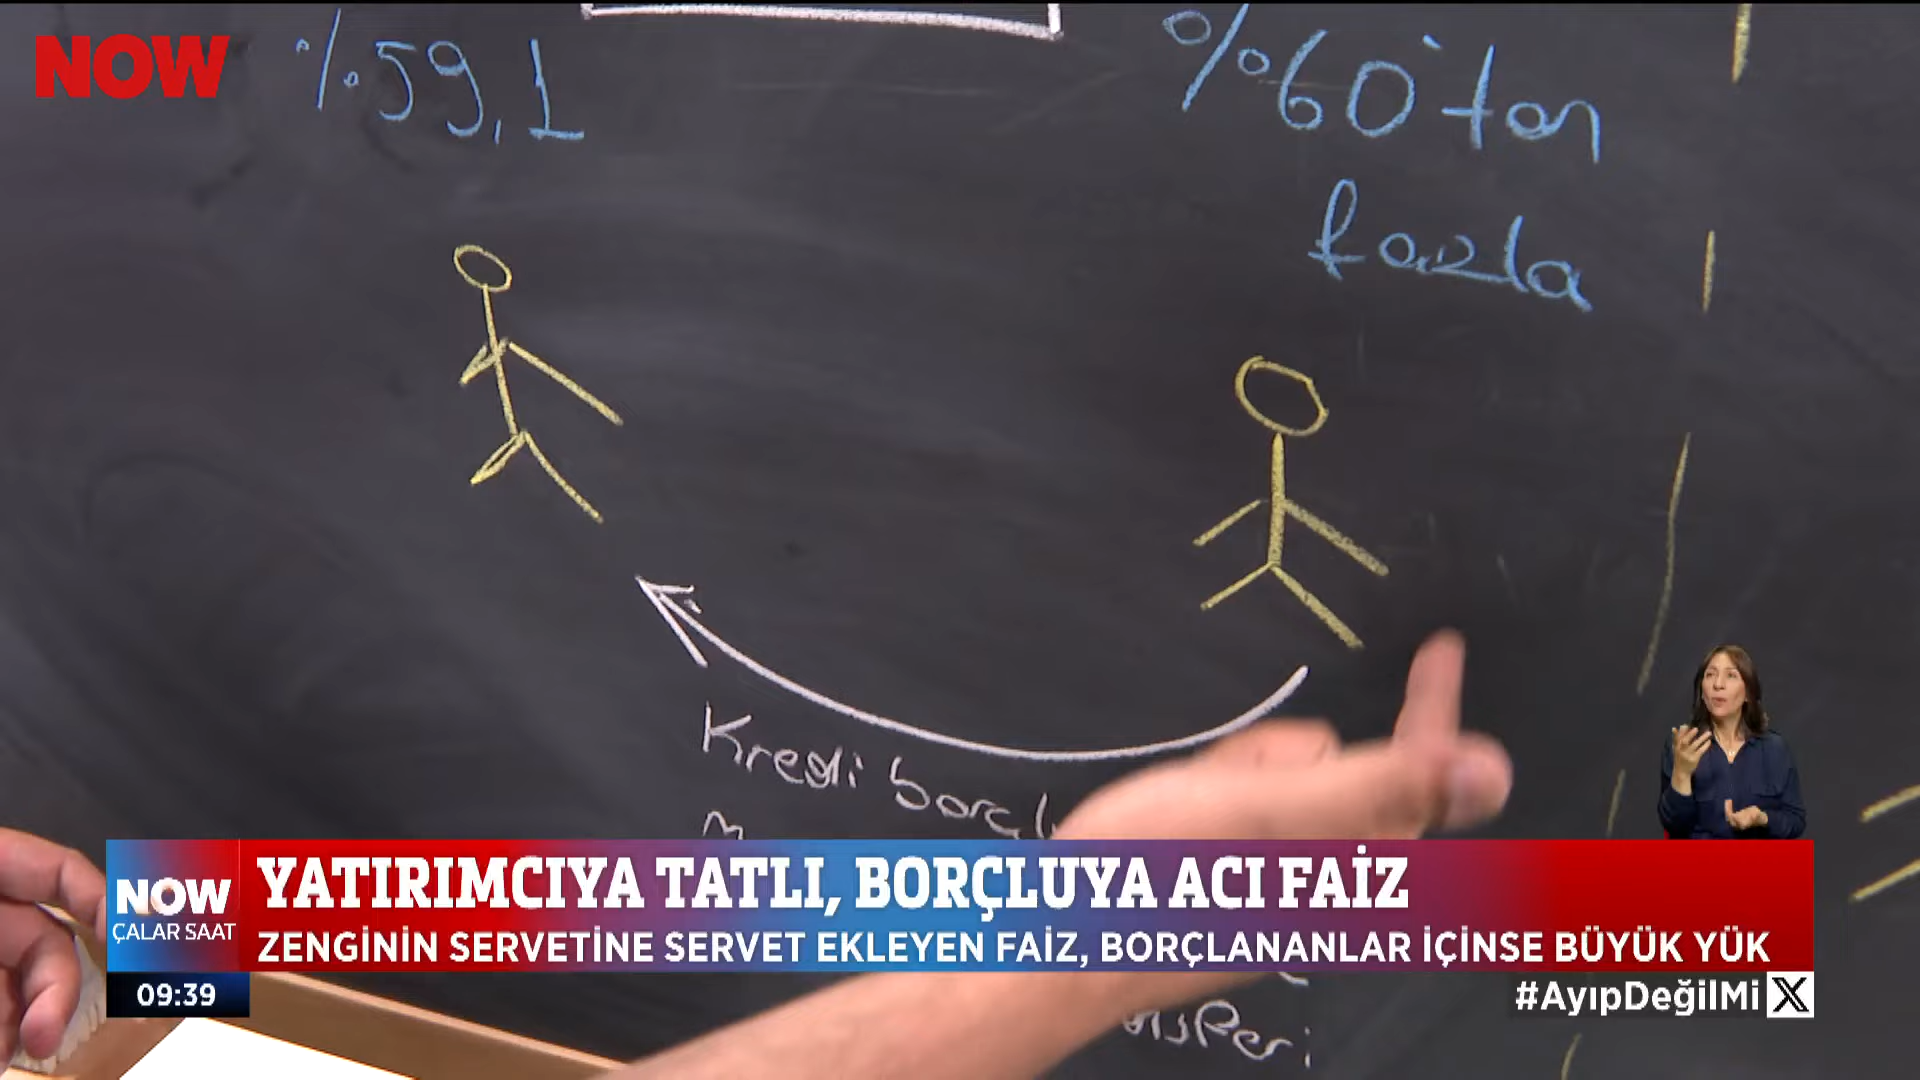 NOW
%59,1
%60'tan
fazla
Kredi borçlu
NOW
ÇALAR SAAT
YATIRIMCIYA TATLI, BORÇLUYA ACI FAİZ
ZENGİNİN SERVETİNE SERVET EKLEYEN FAİZ, BORÇLANANLAR İÇİNSE BÜYÜK YÜK
09:39
#AyıpDeğilMi X